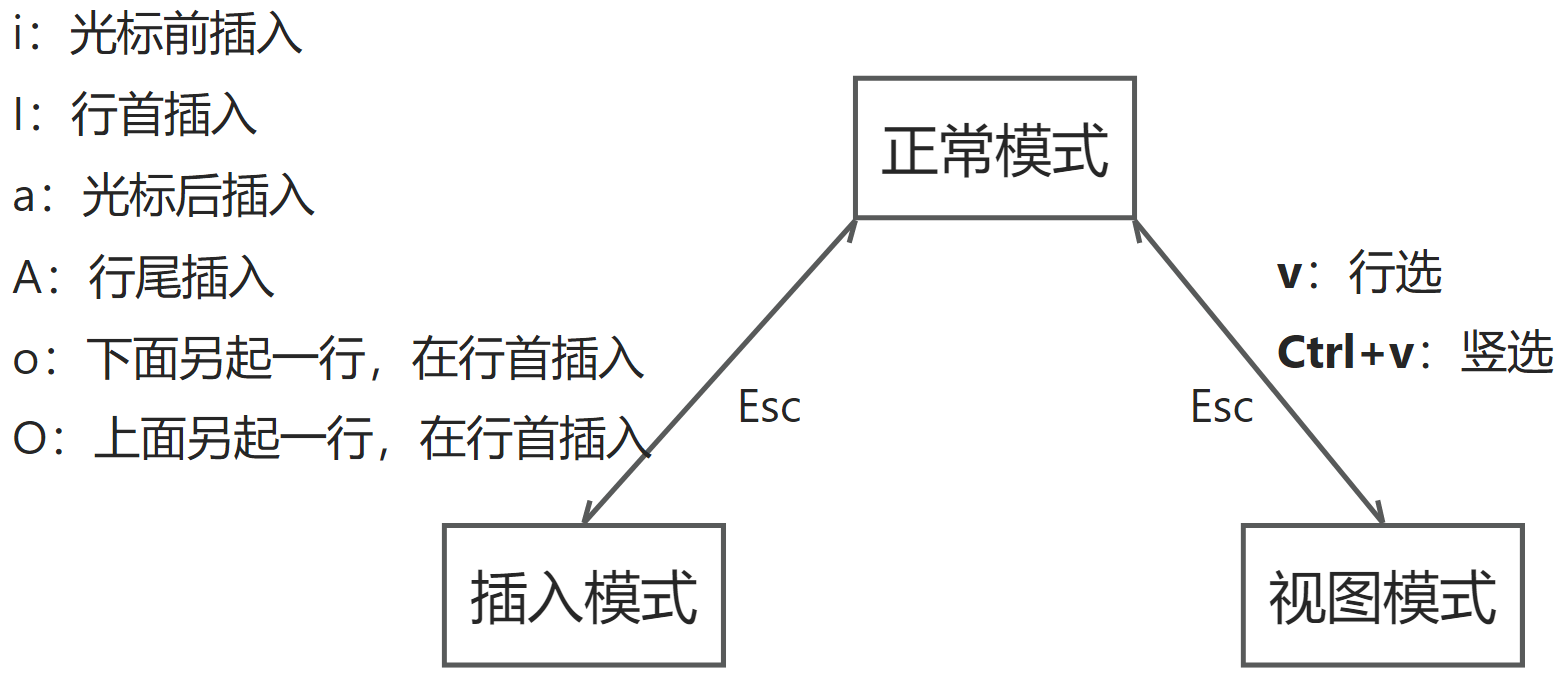 i：光标前插入
I：行首插入
a：光标后插入
A：行尾插入
o：下面另起一行，在行首插入
O：上面另起一行，在行首插入
正常模式
v：行选
Ctrl+v：竖选
Esc
Esc
插入模式
视图模式